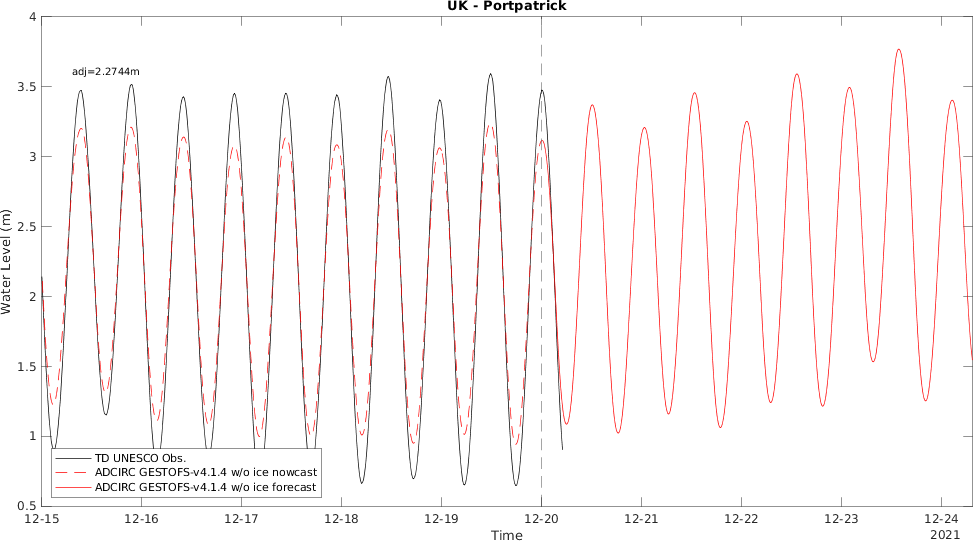 UK - Portpatrick
adj=2.2744m
4
3.5
3
2.5
2
1.5
1
0.5
Water Level (m)
TD UNESCO Obs.
ADCIRC GESTOFS-v4.1.4 w/o ice nowcast
ADCIRC GESTOFS-v4.1.4 w/o ice forecast
12-15 12-16 12-17 12-18 12-19 12-20 12-21 12-22 12-23 12-24
Time 2021